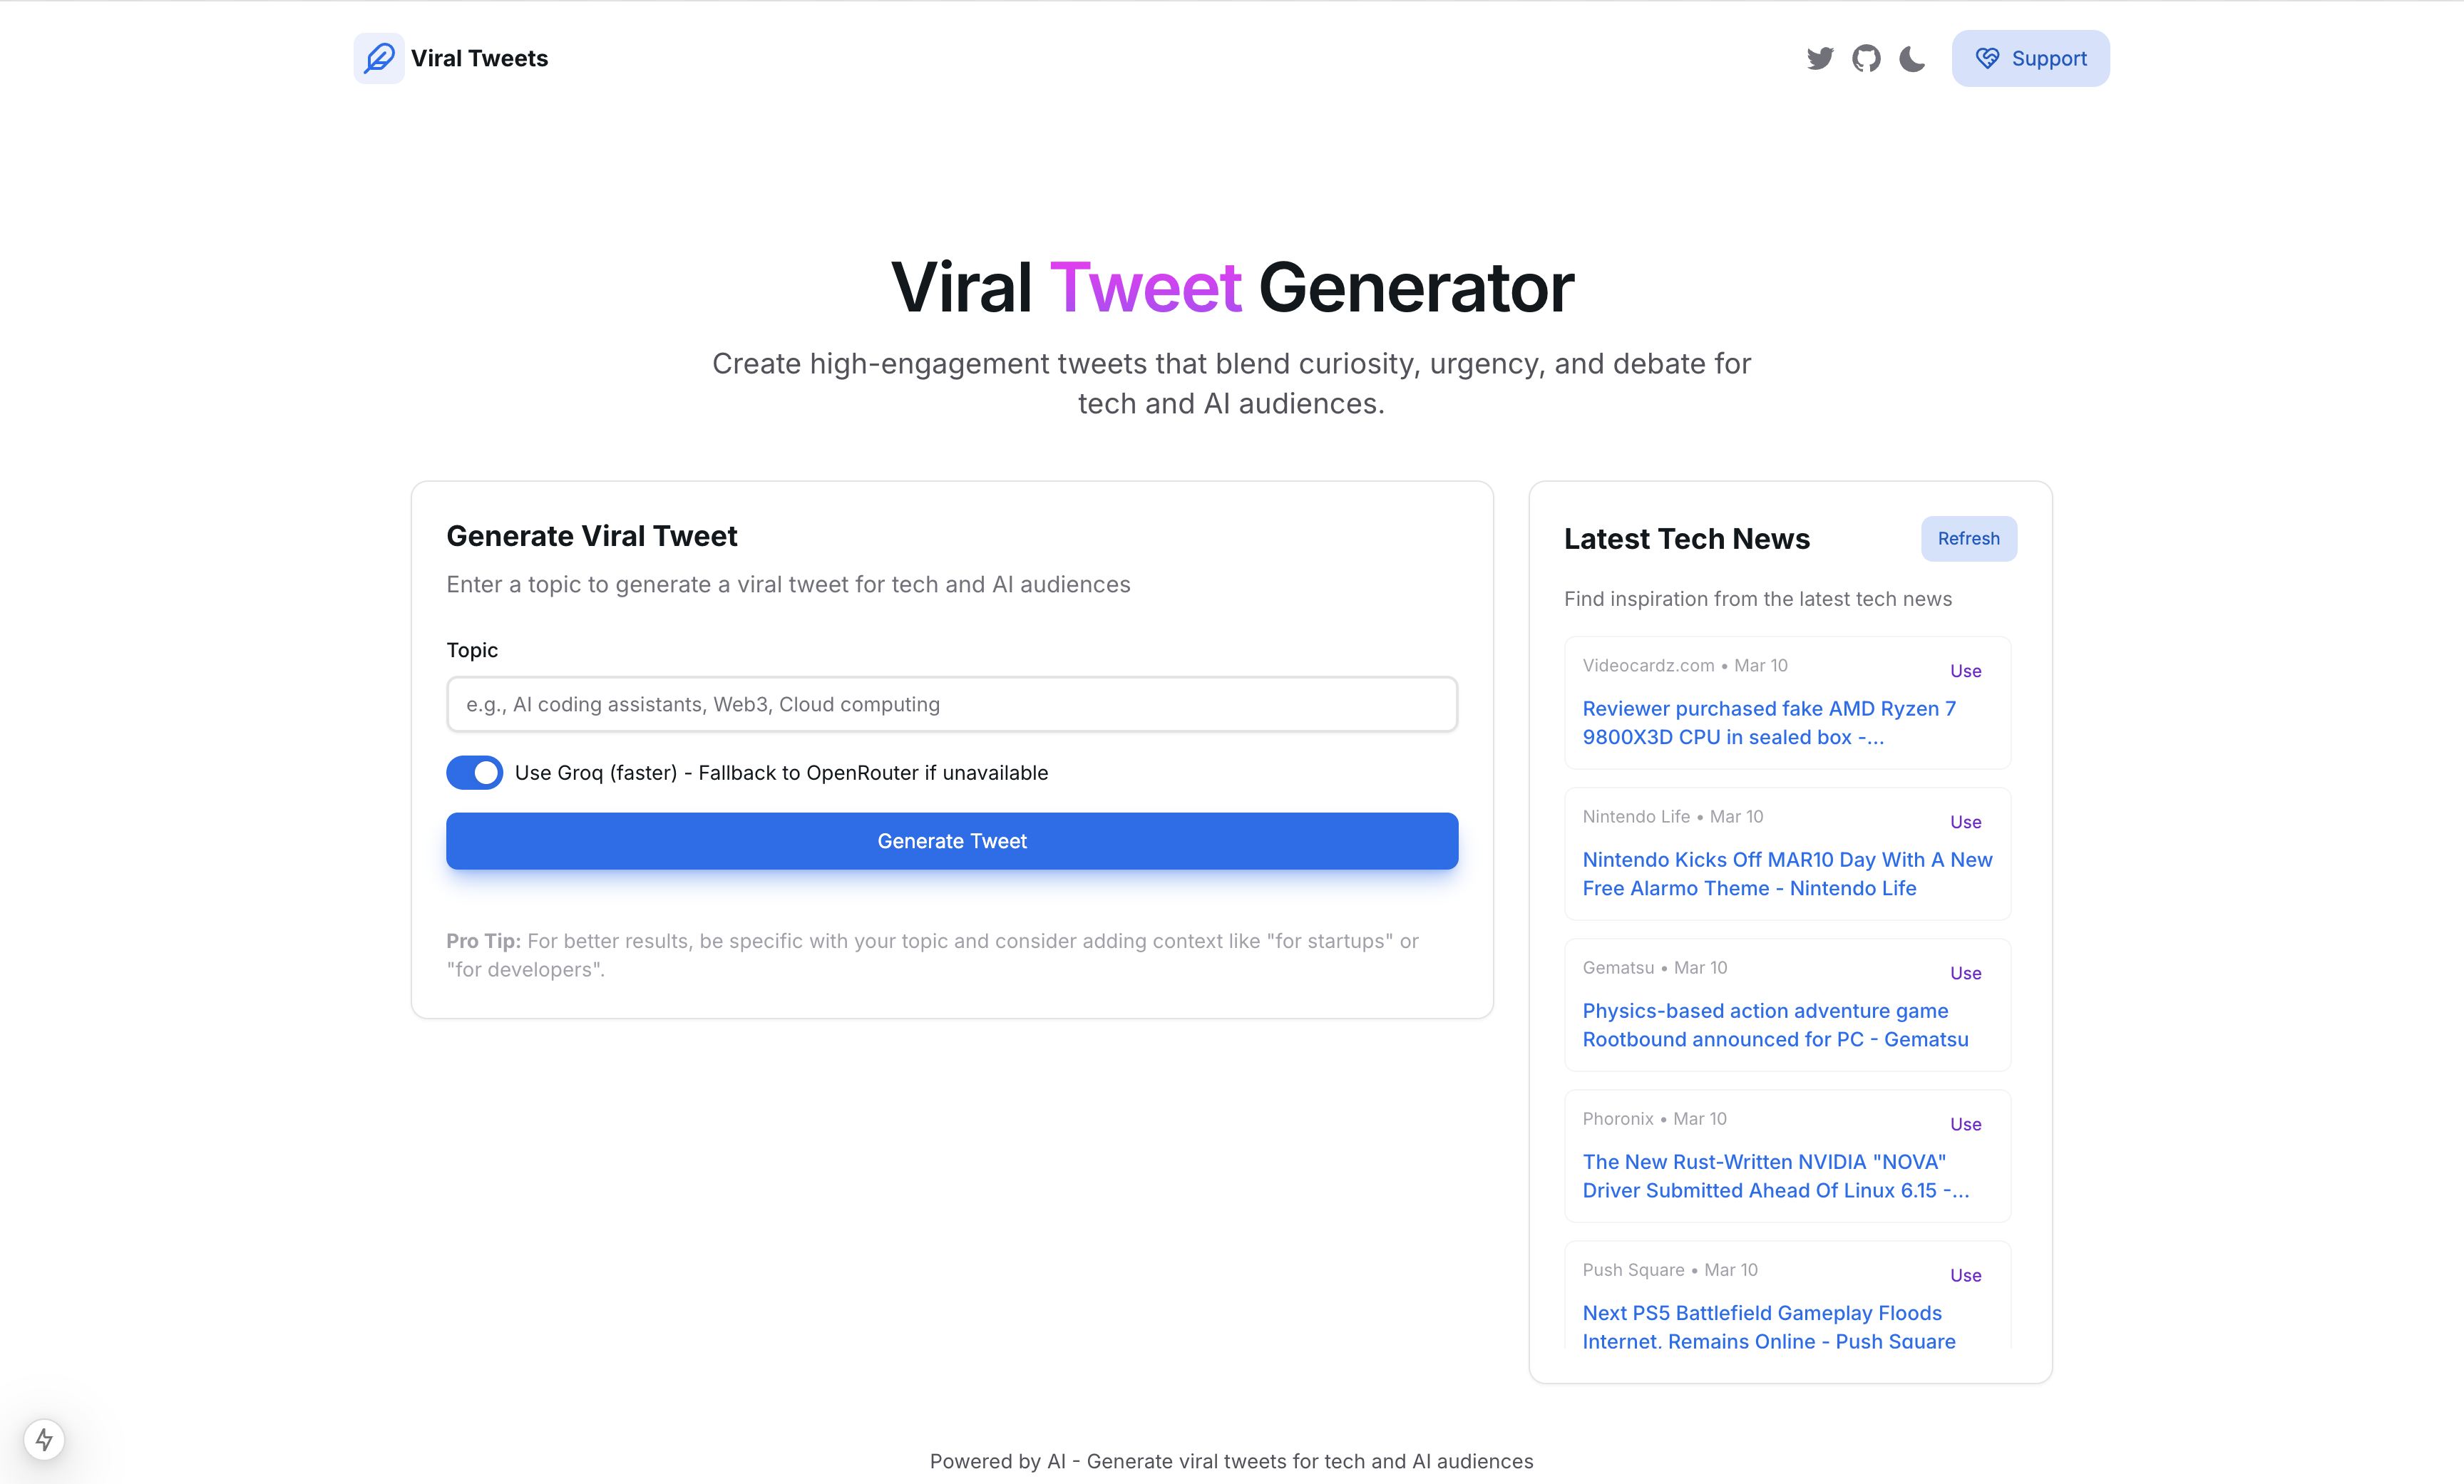 Viral Tweets
Support
Viral Tweet Generator
Create high-engagement tweets that blend curiosity, urgency, and debate for
tech and AI audiences.
Generate Viral Tweet
Enter a topic to generate a viral tweet for tech and AI audiences
Topic
e.g., AI coding assistants, Web3, Cloud computing
Use Groq (faster) - Fallback to OpenRouter if unavailable
Generate Tweet
Pro Tip: For better results, be specific with your topic and consider adding context like "for startups" or
"for developers".
Latest Tech News
Refresh
Find inspiration from the latest tech news
Videocardz.com • Mar 10
Use
Reviewer purchased fake AMD Ryzen 7
9800X3D CPU in sealed box -...
Nintendo Life • Mar 10
Use
Nintendo Kicks Off MAR10 Day With A New
Free Alarmo Theme - Nintendo Life
Gematsu • Mar 10
Use
Physics-based action adventure game
Rootbound announced for PC - Gematsu
Phoronix • Mar 10
Use
The New Rust-Written NVIDIA "NOVA"
Driver Submitted Ahead Of Linux 6.15 -...
Push Square • Mar 10
Use
Next PS5 Battlefield Gameplay Floods
Internet, Remains Online - Push Square
Powered by AI - Generate viral tweets for tech and AI audiences